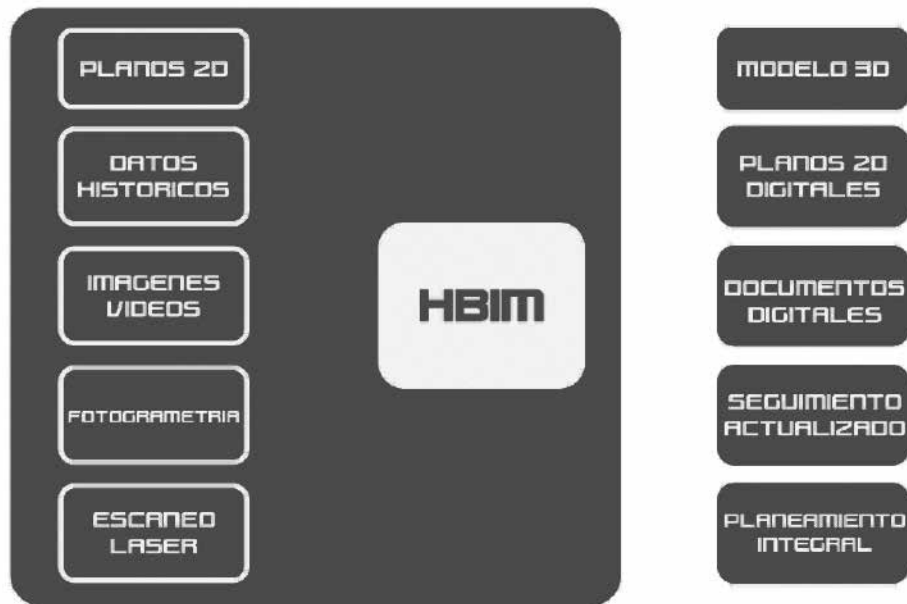 PLANOS 2D
DATOS
HISTORICOS
IMAGENES
VIDEOS
FOTOGRAMETRIA
ESCANEO
LASER
HBIM
MODELO 3D
PLANOS 2D
DIGITALES
DOCUMENTOS
DIGITALES
SEGUIMIENTO
ACTUALIZADO
PLANEAMIENTO
INTEGRAL